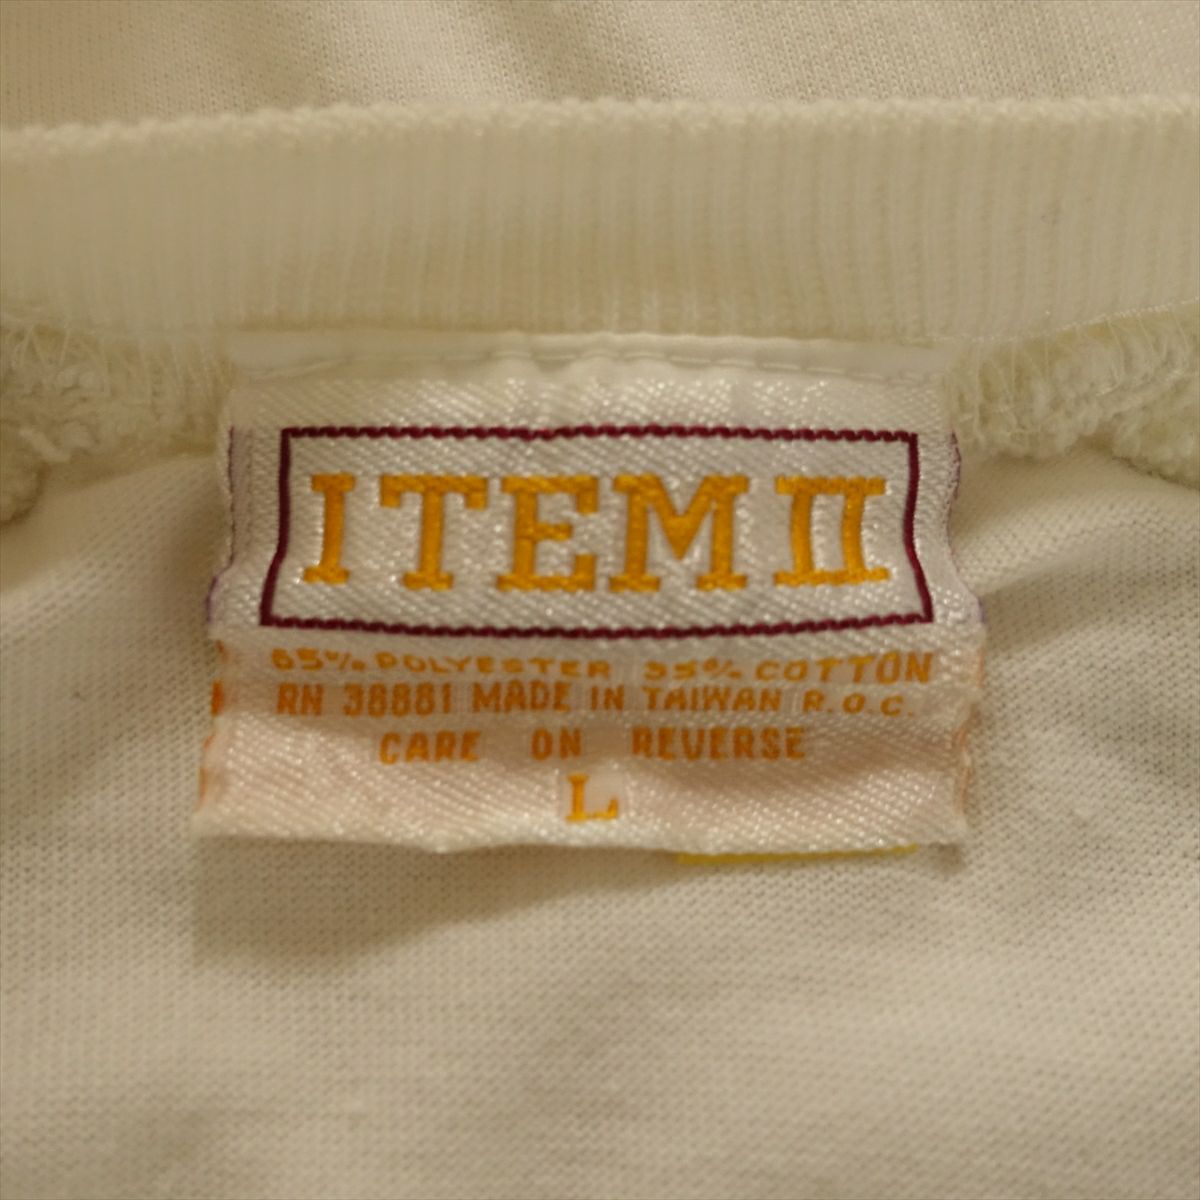 ITEM II
65% POLYESTER 35% COTTON
RN 38881 MADE IN TAIWAN R.O.C.
CARE ON REVERSE
L